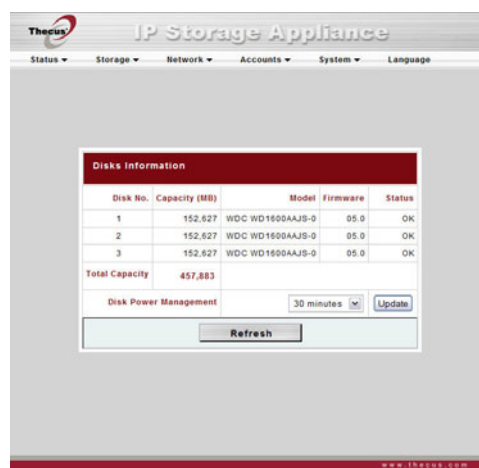 Thecus
IP Storage Appliance
Status Storage Network Accounts System Language
Disks Information
Disk No. Capacity (MB) Model Firmware Status
1 152,627 WDC WD1600AAJS-0 05.0 OK
2 152,627 WDC WD1600AAJS-0 05.0 OK
3 152,627 WDC WD1600AAJS-0 05.0 OK
Total Capacity 457,883
Disk Power Management 30 minutes Update
Refresh
www.thecus.com